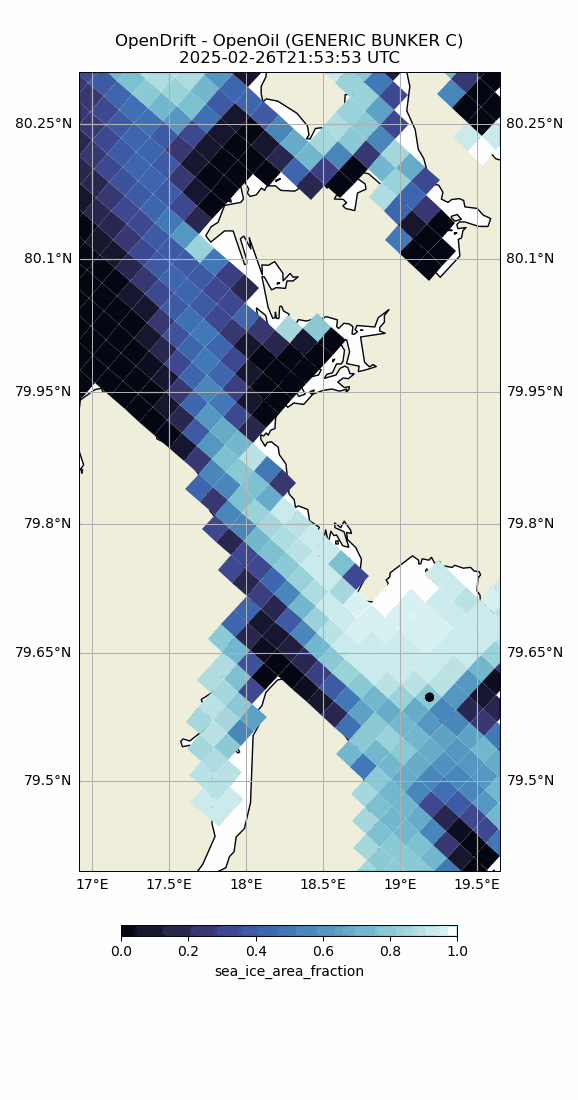 OpenDrift - OpenOil (GENERIC BUNKER C)
2025-02-26T21:53:53 UTC
80.25°N 80.25°N
80.1°N 80.1°N
79.95°N 79.95°N
79.8°N 79.8°N
79.65°N 79.65°N
79.5°N 79.5°N
17°E 17.5°E 18°E 18.5°E 19°E 19.5°E
0.0 0.2 0.4 0.6 0.8 1.0
sea_ice_area_fraction